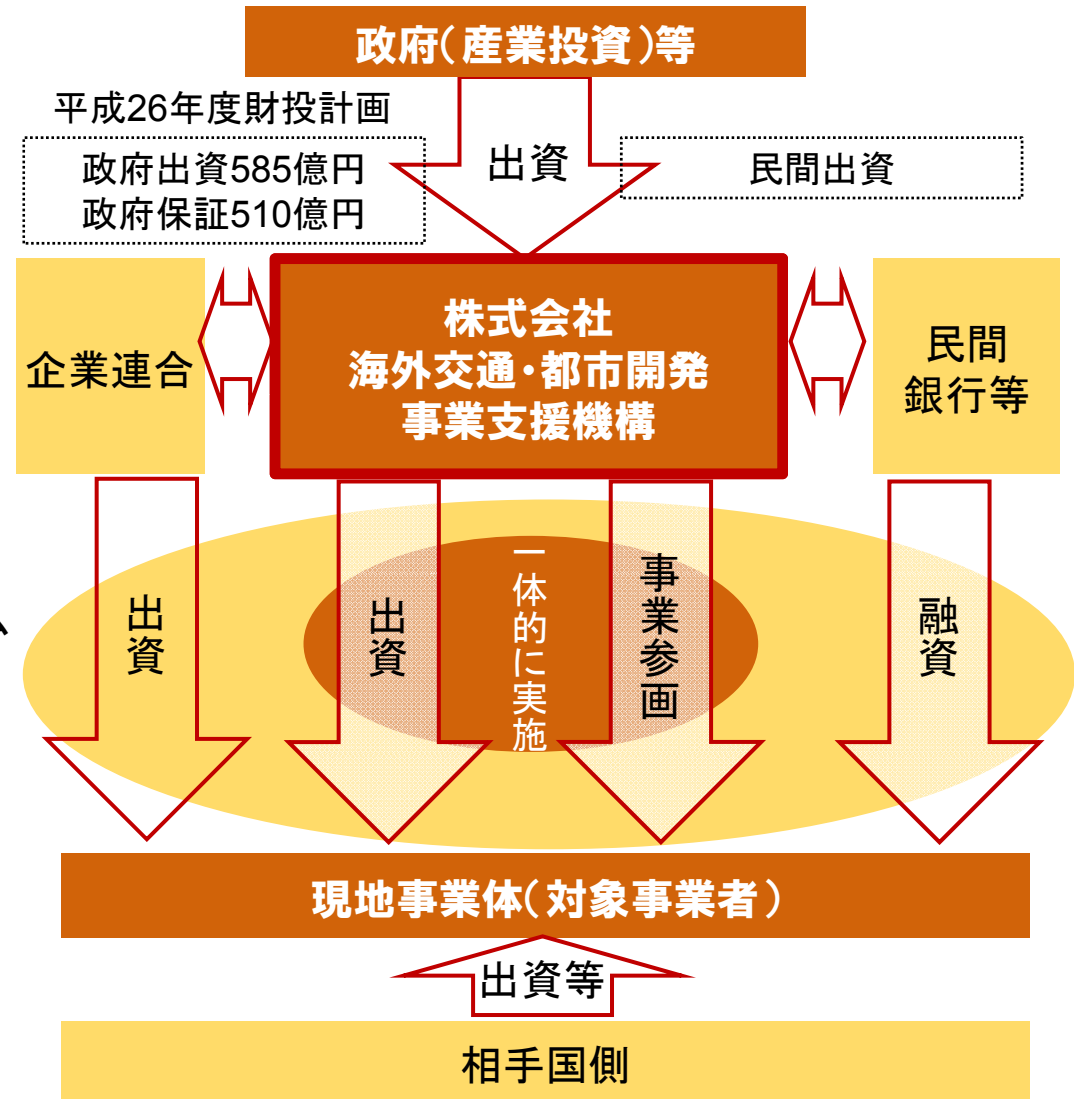 政府(産業投資)等
平成26年度財投計画
政府出資585億円
政府保証510億円
出資
民間出資
企業連合
株式会社
海外交通・都市開発
事業支援機構
民間
銀行等
出資
出資
一体的に実施
事業参画
融資
現地事業体(対象事業者)
出資等
相手国側